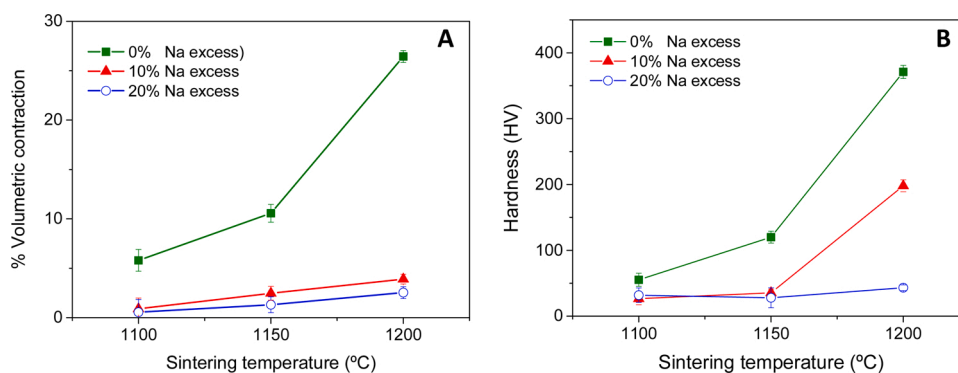 A
0% Na excess)
10% Na excess
20% Na excess
% Volumetric contraction
30
20
10
0
1100 1150 1200
Sintering temperature (ºC)
B
0% Na excess
10% Na excess
20% Na excess
Hardness (HV)
400
300
200
100
0
1100 1150 1200
Sintering temperature (ºC)